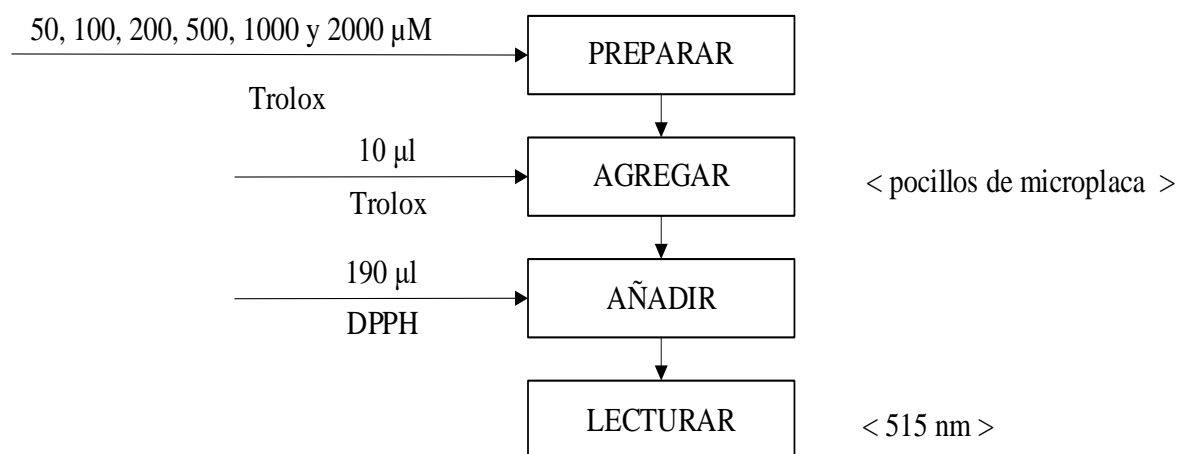 50, 100, 200, 500, 1000 y 2000 µM
PREPARAR
Trolox
10 µl
AGREGAR
< pocillos de microplaca >
Trolox
190 µl
AÑADIR
DPPH
LECTURAR
< 515 nm >